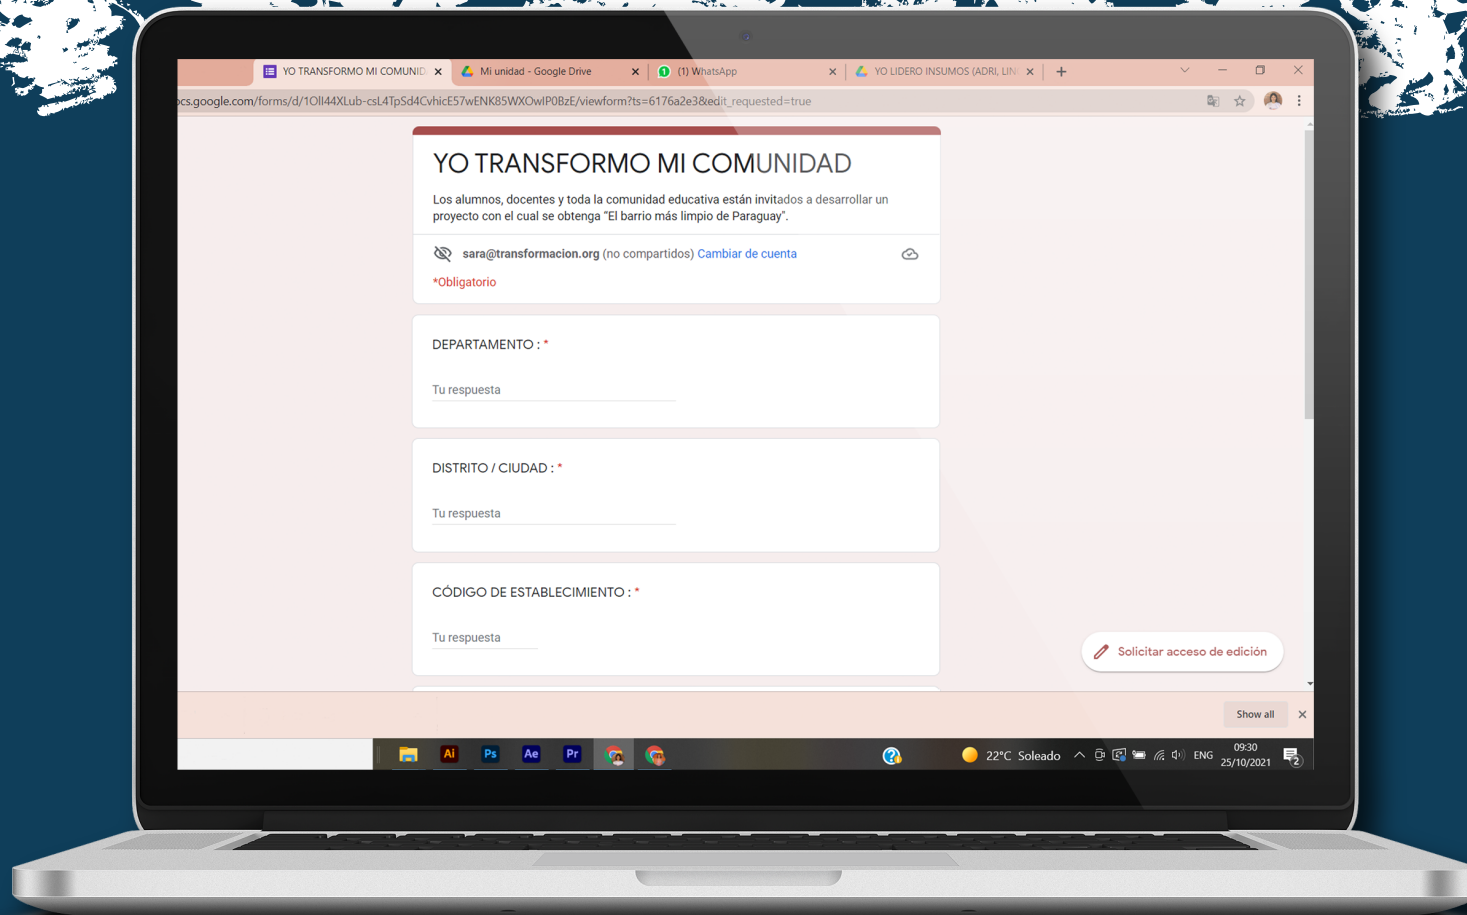 YO TRANSFORMO MI COMUNID
Mi unidad - Google Drive
(1) WhatsApp
YO LIDERO INSUMOS (ADRI, LIN
ocs.google.com/forms/d/1OlI44XLub-csL4TpSd4CvhicE57wENK85WXOwIP0BzE/viewform?ts=6176a2e3&edit_requested=true
YO TRANSFORMO MI COMUNIDAD
Los alumnos, docentes y toda la comunidad educativa están invitados a desarrollar un
proyecto con el cual se obtenga “El barrio más limpio de Paraguay".
sara@transformacion.org (no compartidos) Cambiar de cuenta
*Obligatorio
DEPARTAMENTO : *
Tu respuesta
DISTRITO / CIUDAD : *
Tu respuesta
CÓDIGO DE ESTABLECIMIENTO : *
Tu respuesta
Solicitar acceso de edición
Show all
Ai Ps Ae Pr
22°C Soleado
ENG
09:30
25/10/2021
2